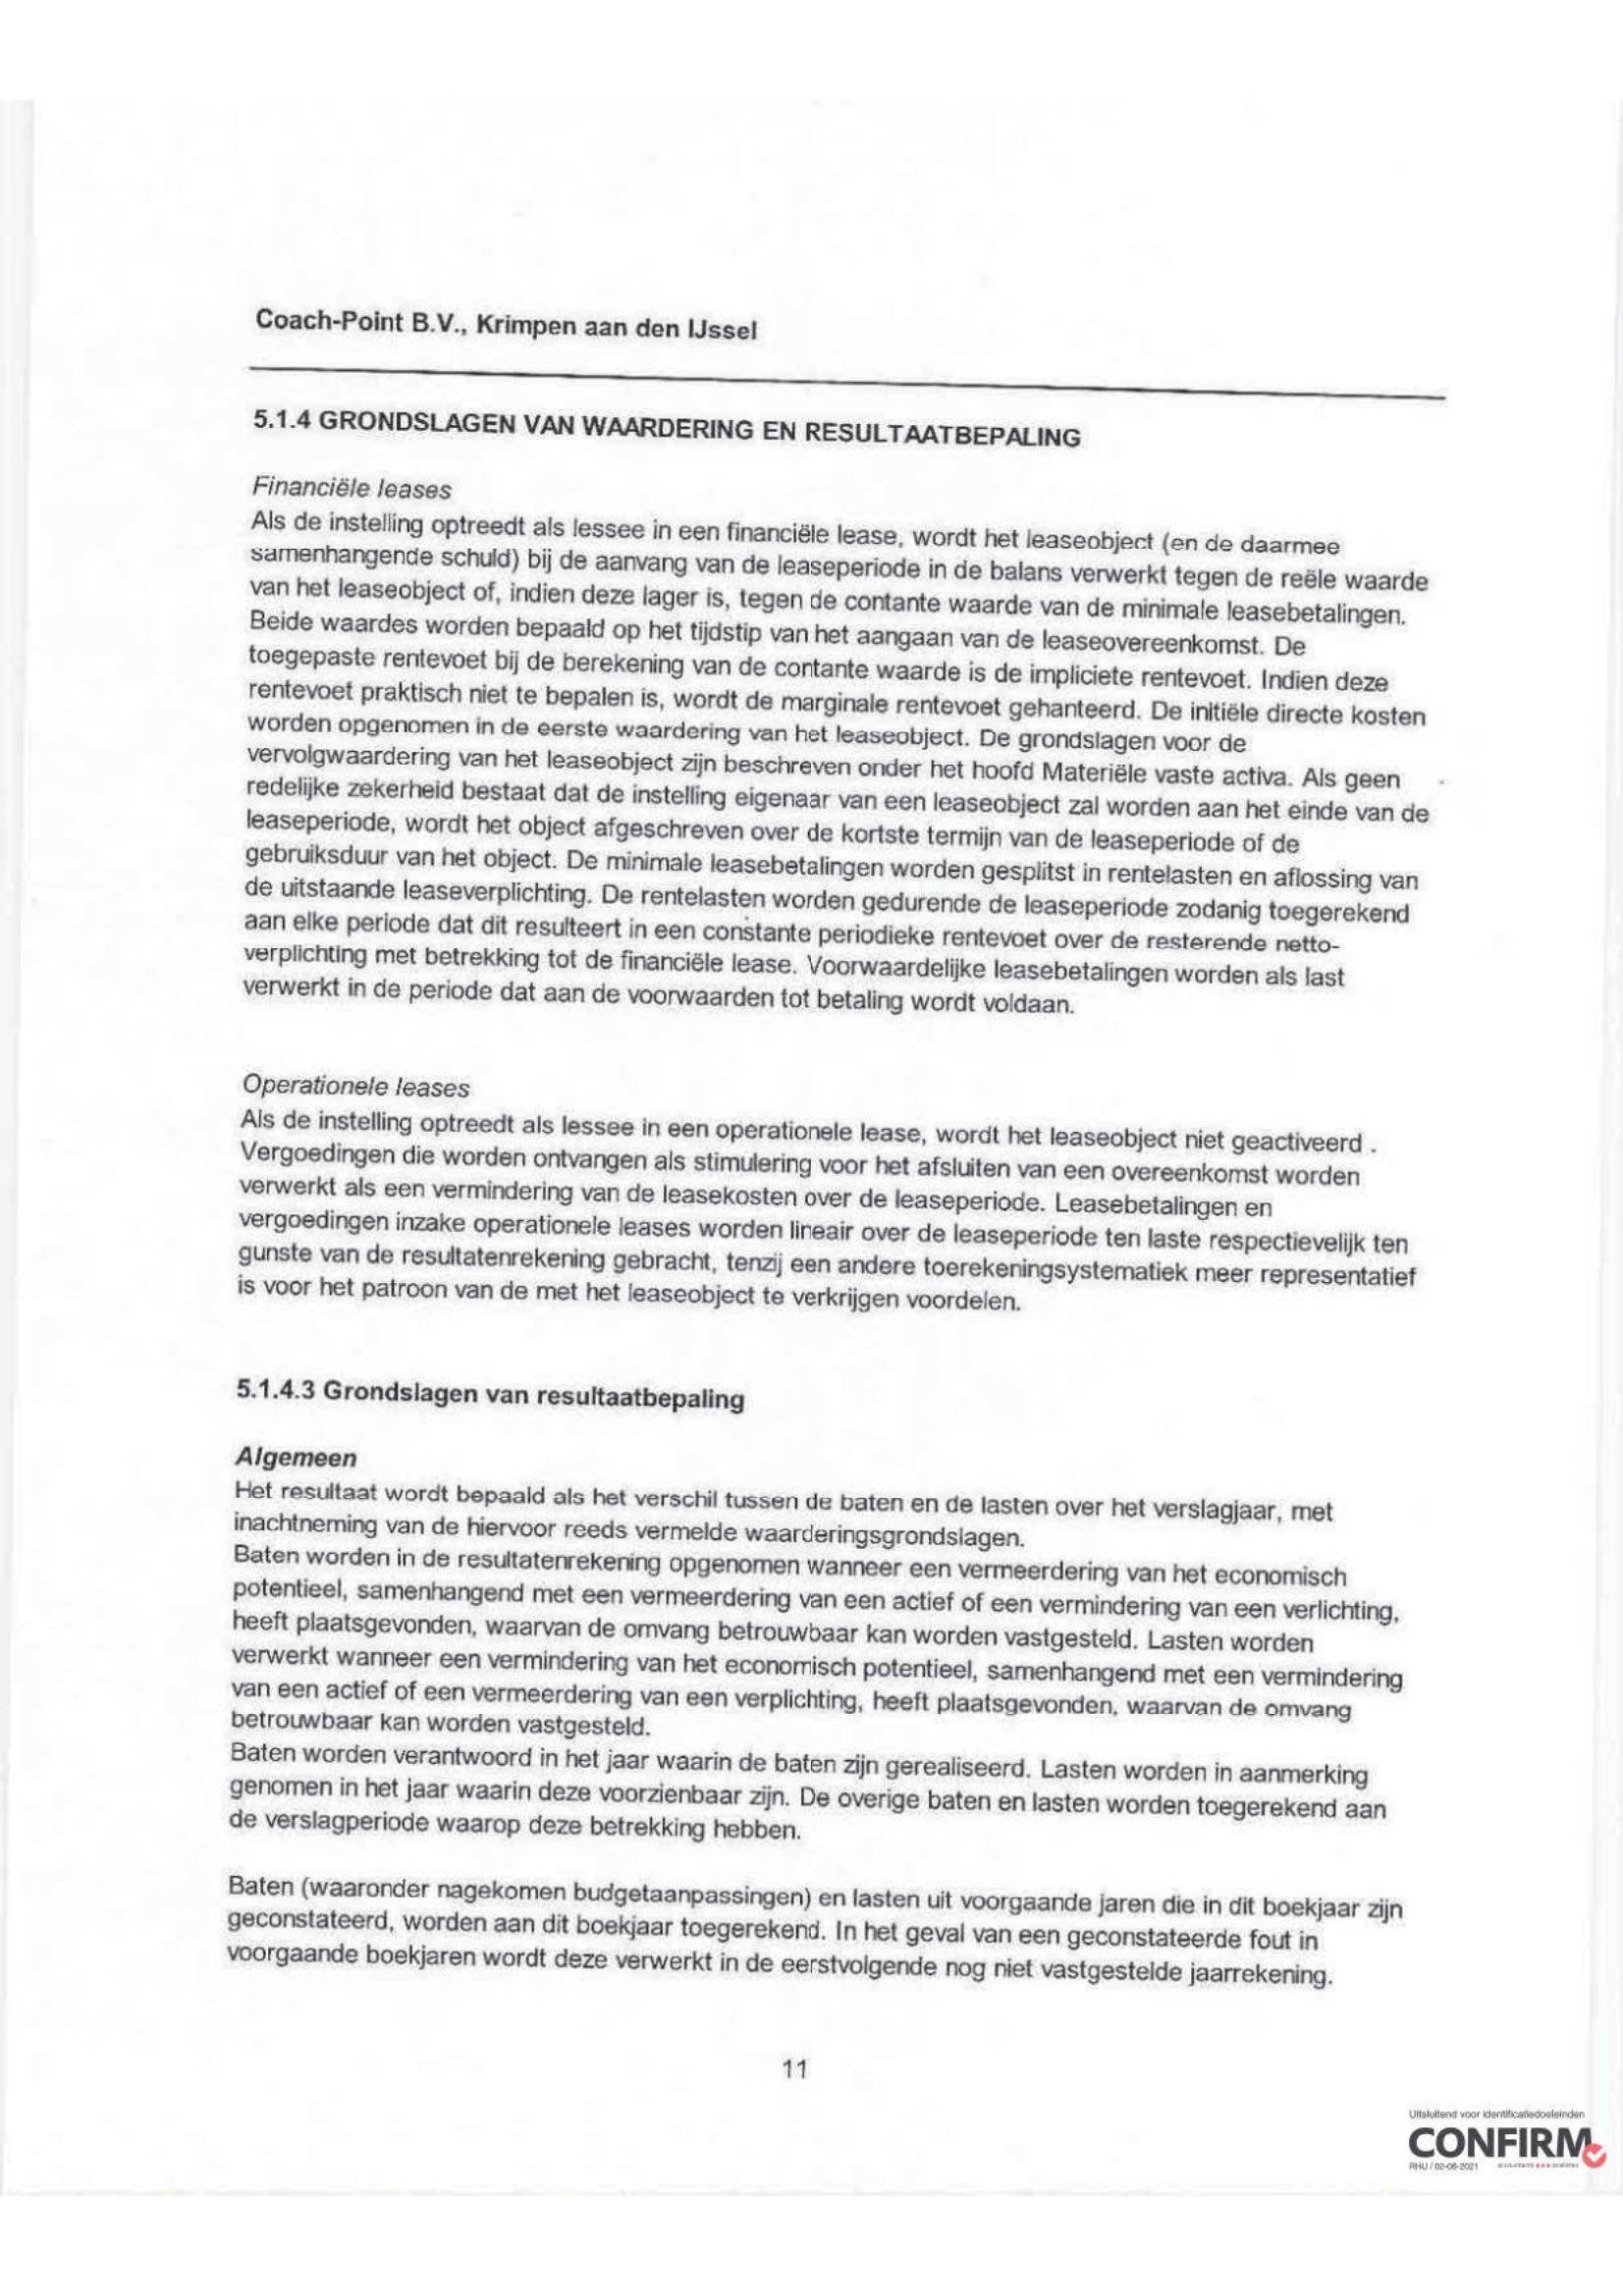 Coach-Point B.V., Krimpen aan den IJssel
5.1.4 GRONDSLAGEN VAN WAARDERING EN RESULTAATBEPALING
Financiële leases
Als de instelling optreedt als lessee in een financiële lease, wordt het leaseobject (en de daarmee
samenhangende schuld) bij de aanvang van de leaseperiode in de balans verwerkt tegen de reële waarde
van het leaseobject of, indien deze lager is, tegen de contante waarde van de minimale leasebetalingen.
Beide waardes worden bepaald op het tijdstip van het aangaan van de leaseovereenkomst. De
toegepaste rentevoet bij de berekening van de contante waarde is de impliciete rentevoet. Indien deze
rentevoet praktisch niet te bepalen is, wordt de marginale rentevoet gehanteerd. De initiële directe kosten
worden opgenomen in de eerste waardering van het leaseobject. De grondslagen voor de
vervolgwaardering van het leaseobject zijn beschreven onder het hoofd Materiële vaste activa. Als geen
redelijke zekerheid bestaat dat de instelling eigenaar van een leaseobject zal worden aan het einde van de
leaseperiode, wordt het object afgeschreven over de kortste termijn van de leaseperiode of de
gebruiksduur van het object. De minimale leasebetalingen worden gesplitst in rentelasten en aflossing van
de uitstaande leaseverplichting. De rentelasten worden gedurende de leaseperiode zodanig toegerekend
aan elke periode dat dit resulteert in een constante periodieke rentevoet over de resterende netto-
verplichting met betrekking tot de financiële lease. Voorwaardelijke leasebetalingen worden als last
verwerkt in de periode dat aan de voorwaarden tot betaling wordt voldaan.
Operationele leases
Als de instelling optreedt als lessee in een operationele lease, wordt het leaseobject niet geactiveerd .
Vergoedingen die worden ontvangen als stimulering voor het afsluiten van een overeenkomst worden
verwerkt als een vermindering van de leasekosten over de leaseperiode. Leasebetalingen en
vergoedingen inzake operationele leases worden lineair over de leaseperiode ten laste respectievelijk ten
gunste van de resultatenrekening gebracht, tenzij een andere toerekeningsystematiek meer representatief
is voor het patroon van de met het leaseobject te verkrijgen voordelen.
5.1.4.3 Grondslagen van resultaatbepaling
Algemeen
Het resultaat wordt bepaald als het verschil tussen de baten en de lasten over het verslagjaar, met
inachtneming van de hiervoor reeds vermelde waarderingsgrondslagen.
Baten worden in de resultatenrekening opgenomen wanneer een vermeerdering van het economisch
potentieel, samenhangend met een vermeerdering van een actief of een vermindering van een verlichting,
heeft plaatsgevonden, waarvan de omvang betrouwbaar kan worden vastgesteld. Lasten worden
verwerkt wanneer een vermindering van het economisch potentieel, samenhangend met een vermindering
van een actief of een vermeerdering van een verplichting, heeft plaatsgevonden, waarvan de omvang
betrouwbaar kan worden vastgesteld.
Baten worden verantwoord in het jaar waarin de baten zijn gerealiseerd. Lasten worden in aanmerking
genomen in het jaar waarin deze voorzienbaar zijn. De overige baten en lasten worden toegerekend aan
de verslagperiode waarop deze betrekking hebben.
Baten (waaronder nagekomen budgetaanpassingen) en lasten uit voorgaande jaren die in dit boekjaar zijn
geconstateerd, worden aan dit boekjaar toegerekend. In het geval van een geconstateerde fout in
voorgaande boekjaren wordt deze verwerkt in de eerstvolgende nog niet vastgestelde jaarrekening.
11
Uitsluitend voor identificatiedoeleinden
CONFIRM
RHU / 02-06-2021